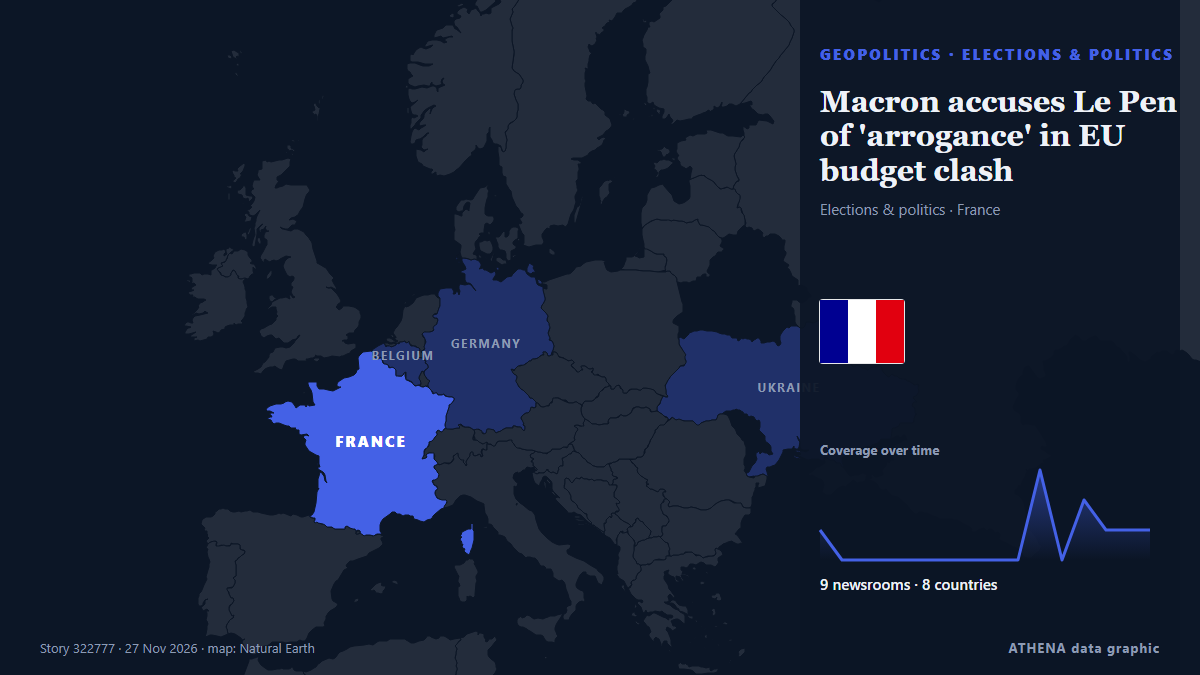 GEOPOLITICS · ELECTIONS & POLITICS
Macron accuses Le Pen
of 'arrogance' in EU
budget clash
Elections & politics · France
GERMANY
BELGIUM
UKRAINE
FRANCE
Coverage over time
9 newsrooms · 8 countries
Story 322777 · 27 Nov 2026 · map: Natural Earth
ATHENA data graphic